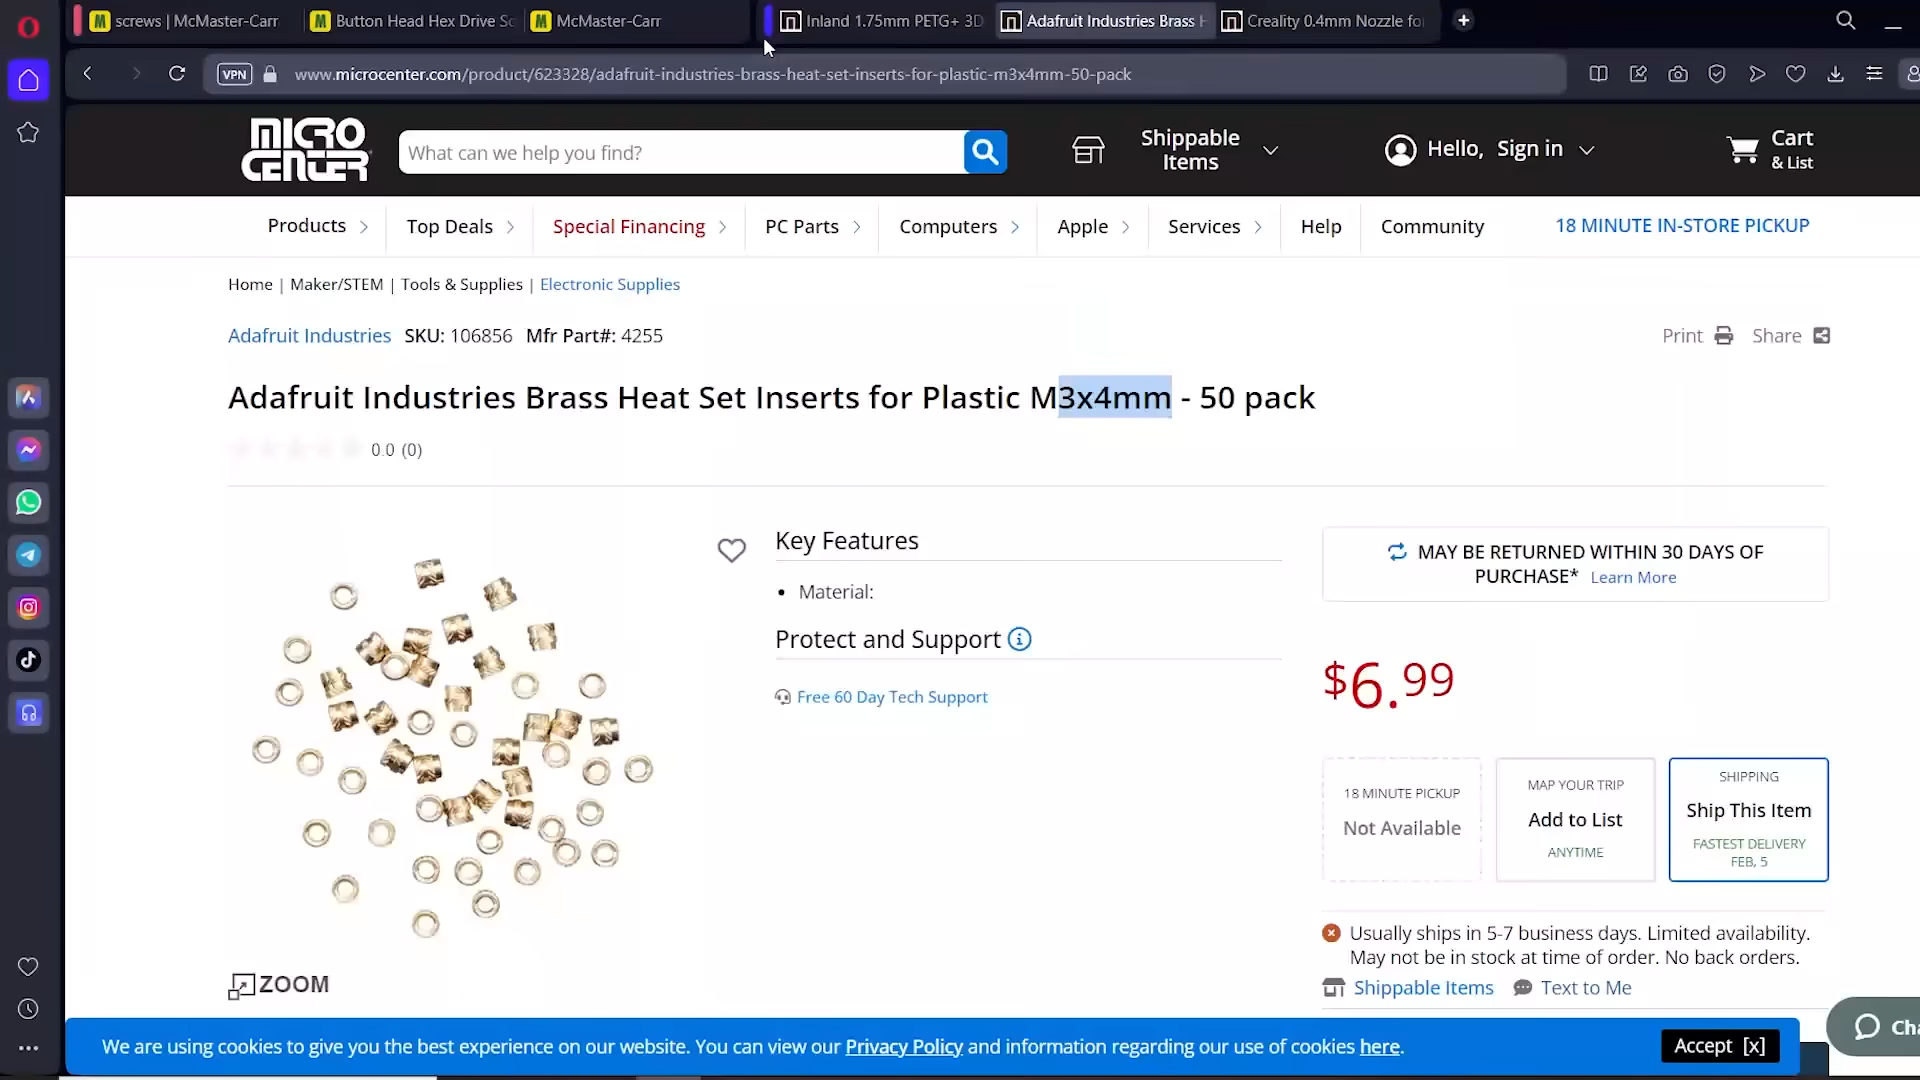 screws | McMaster-Carr
Button Head Hex Drive Sc
McMaster-Carr
Inland 1.75mm PETG+ 3D
Adafruit Industries Brass H
Creality 0.4mm Nozzle fo
VPN
www.microcenter.com/product/623328/adafruit-industries-brass-heat-set-inserts-for-plastic-m3x4mm-50-pack
MICRO
CENTER
What can we help you find?
Shippable
Items
Hello, Sign in
Cart
& List
Products
Top Deals
Special Financing
PC Parts
Computers
Apple
Services
Help
Community
18 MINUTE IN-STORE PICKUP
Home | Maker/STEM | Tools & Supplies | Electronic Supplies
Adafruit Industries SKU: 106856 Mfr Part#: 4255
Print
Share
Adafruit Industries Brass Heat Set Inserts for Plastic M3x4mm - 50 pack
0.0 (0)
Key Features
• Material:
Protect and Support
Free 60 Day Tech Support
MAY BE RETURNED WITHIN 30 DAYS OF
PURCHASE* Learn More
$6.99
18 MINUTE PICKUP
Not Available
MAP YOUR TRIP
Add to List
ANYTIME
SHIPPING
Ship This Item
FASTEST DELIVERY
FEB, 5
Usually ships in 5-7 business days. Limited availability.
May not be in stock at time of order. No back orders.
Shippable Items
Text to Me
ZOOM
Cha
We are using cookies to give you the best experience on our website. You can view our Privacy Policy and information regarding our use of cookies here.
Accept [x]